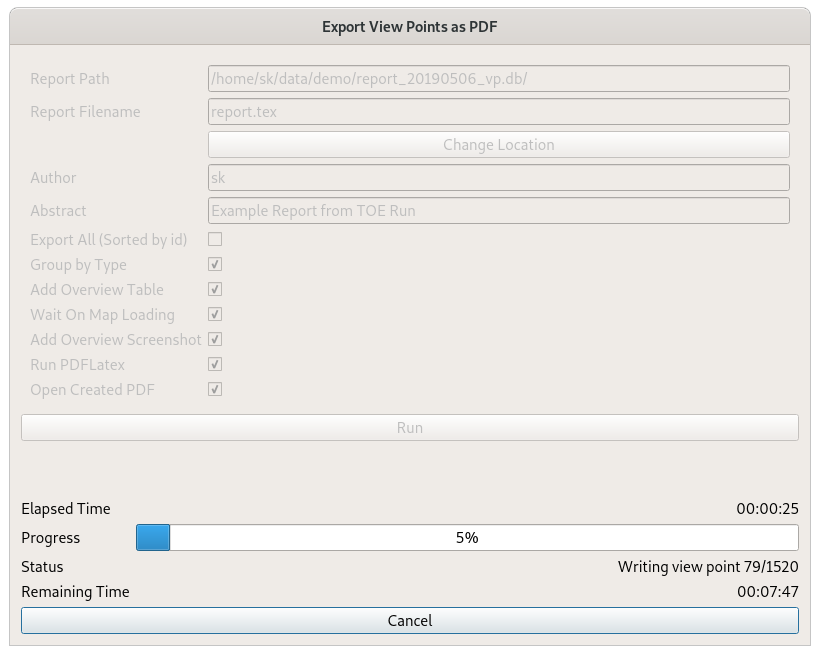 Export View Points as PDF
Report Path /home/sk/data/demo/report_20190506_vp.db/
Report Filename report.tex
Change Location
Author sk
Abstract Example Report from TOE Run
Export All (Sorted by id)
Group by Type
Add Overview Table
Wait On Map Loading
Add Overview Screenshot
Run PDFLatex
Open Created PDF
Run
Elapsed Time 00:00:25
Progress 5%
Status Writing view point 79/1520
Remaining Time 00:07:47
Cancel